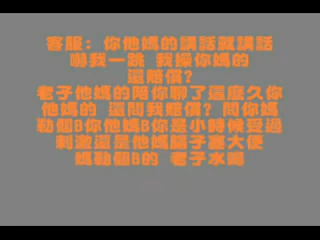 客服：你他媽的講話就講話
嚇我一跳 我操你媽的
還賠償？
老子他媽的陪你聊了這麼久你
他媽的 還問我賠償？問你媽
勒個B你他媽B你是小時候受過
刺激還是他媽腦子塞大便
媽勒個B的 老子水喝